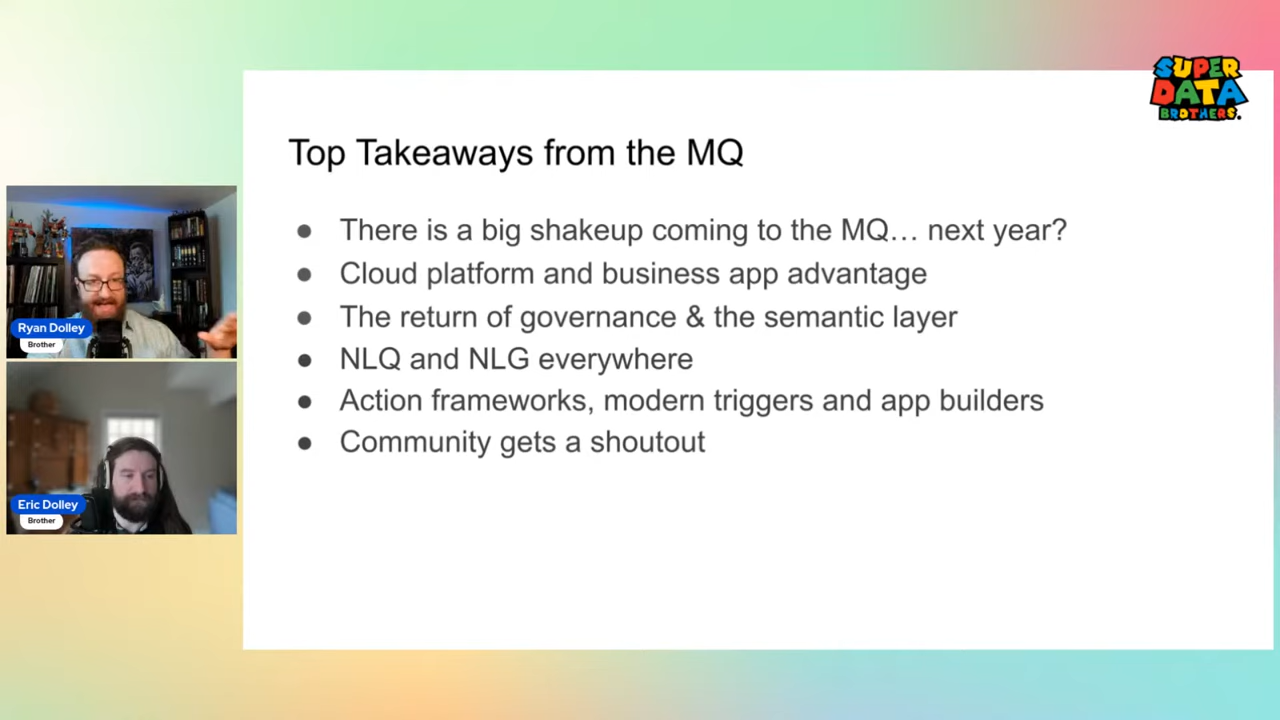 SUPER
DATA
BROTHERS.
Top Takeaways from the MQ
● There is a big shakeup coming to the MQ… next year?
● Cloud platform and business app advantage
● The return of governance & the semantic layer
● NLQ and NLG everywhere
● Action frameworks, modern triggers and app builders
● Community gets a shoutout
Ryan Dolley
Brother
Eric Dolley
Brother